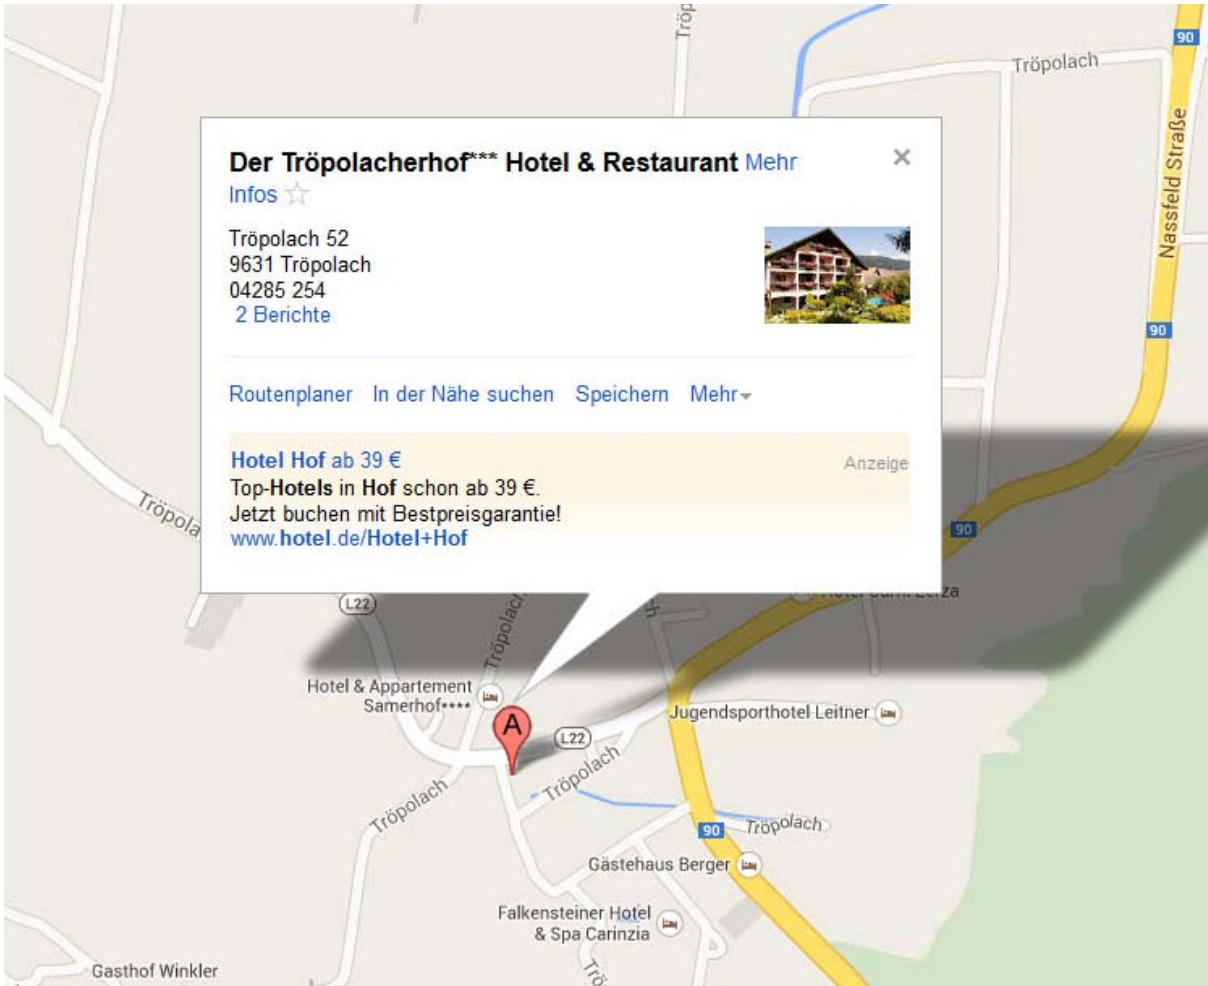 Tröp
90
Tröpolach
Nassfeld Straße
Der Tröpolacherhof*** Hotel & Restaurant Mehr
Infos
Tröpolach 52
9631 Tröpolach
04285 254
2 Berichte
90
Routenplaner In der Nähe suchen Speichern Mehr
Hotel Hof ab 39 €
Anzeige
Top-Hotels in Hof schon ab 39 €.
Jetzt buchen mit Bestpreisgarantie!
www.hotel.de/Hotel+Hof
Tröpola
90
L22
Tröpolach
h
Hotel & Appartement
Samerhof****
A
L22
Jugendsporthotel Leitner
Tröpolach
Tröpolach
90
Tröpolach
Gästehaus Berger
Falkensteiner Hotel
& Spa Carinzia
Gasthof Winkler
Trö